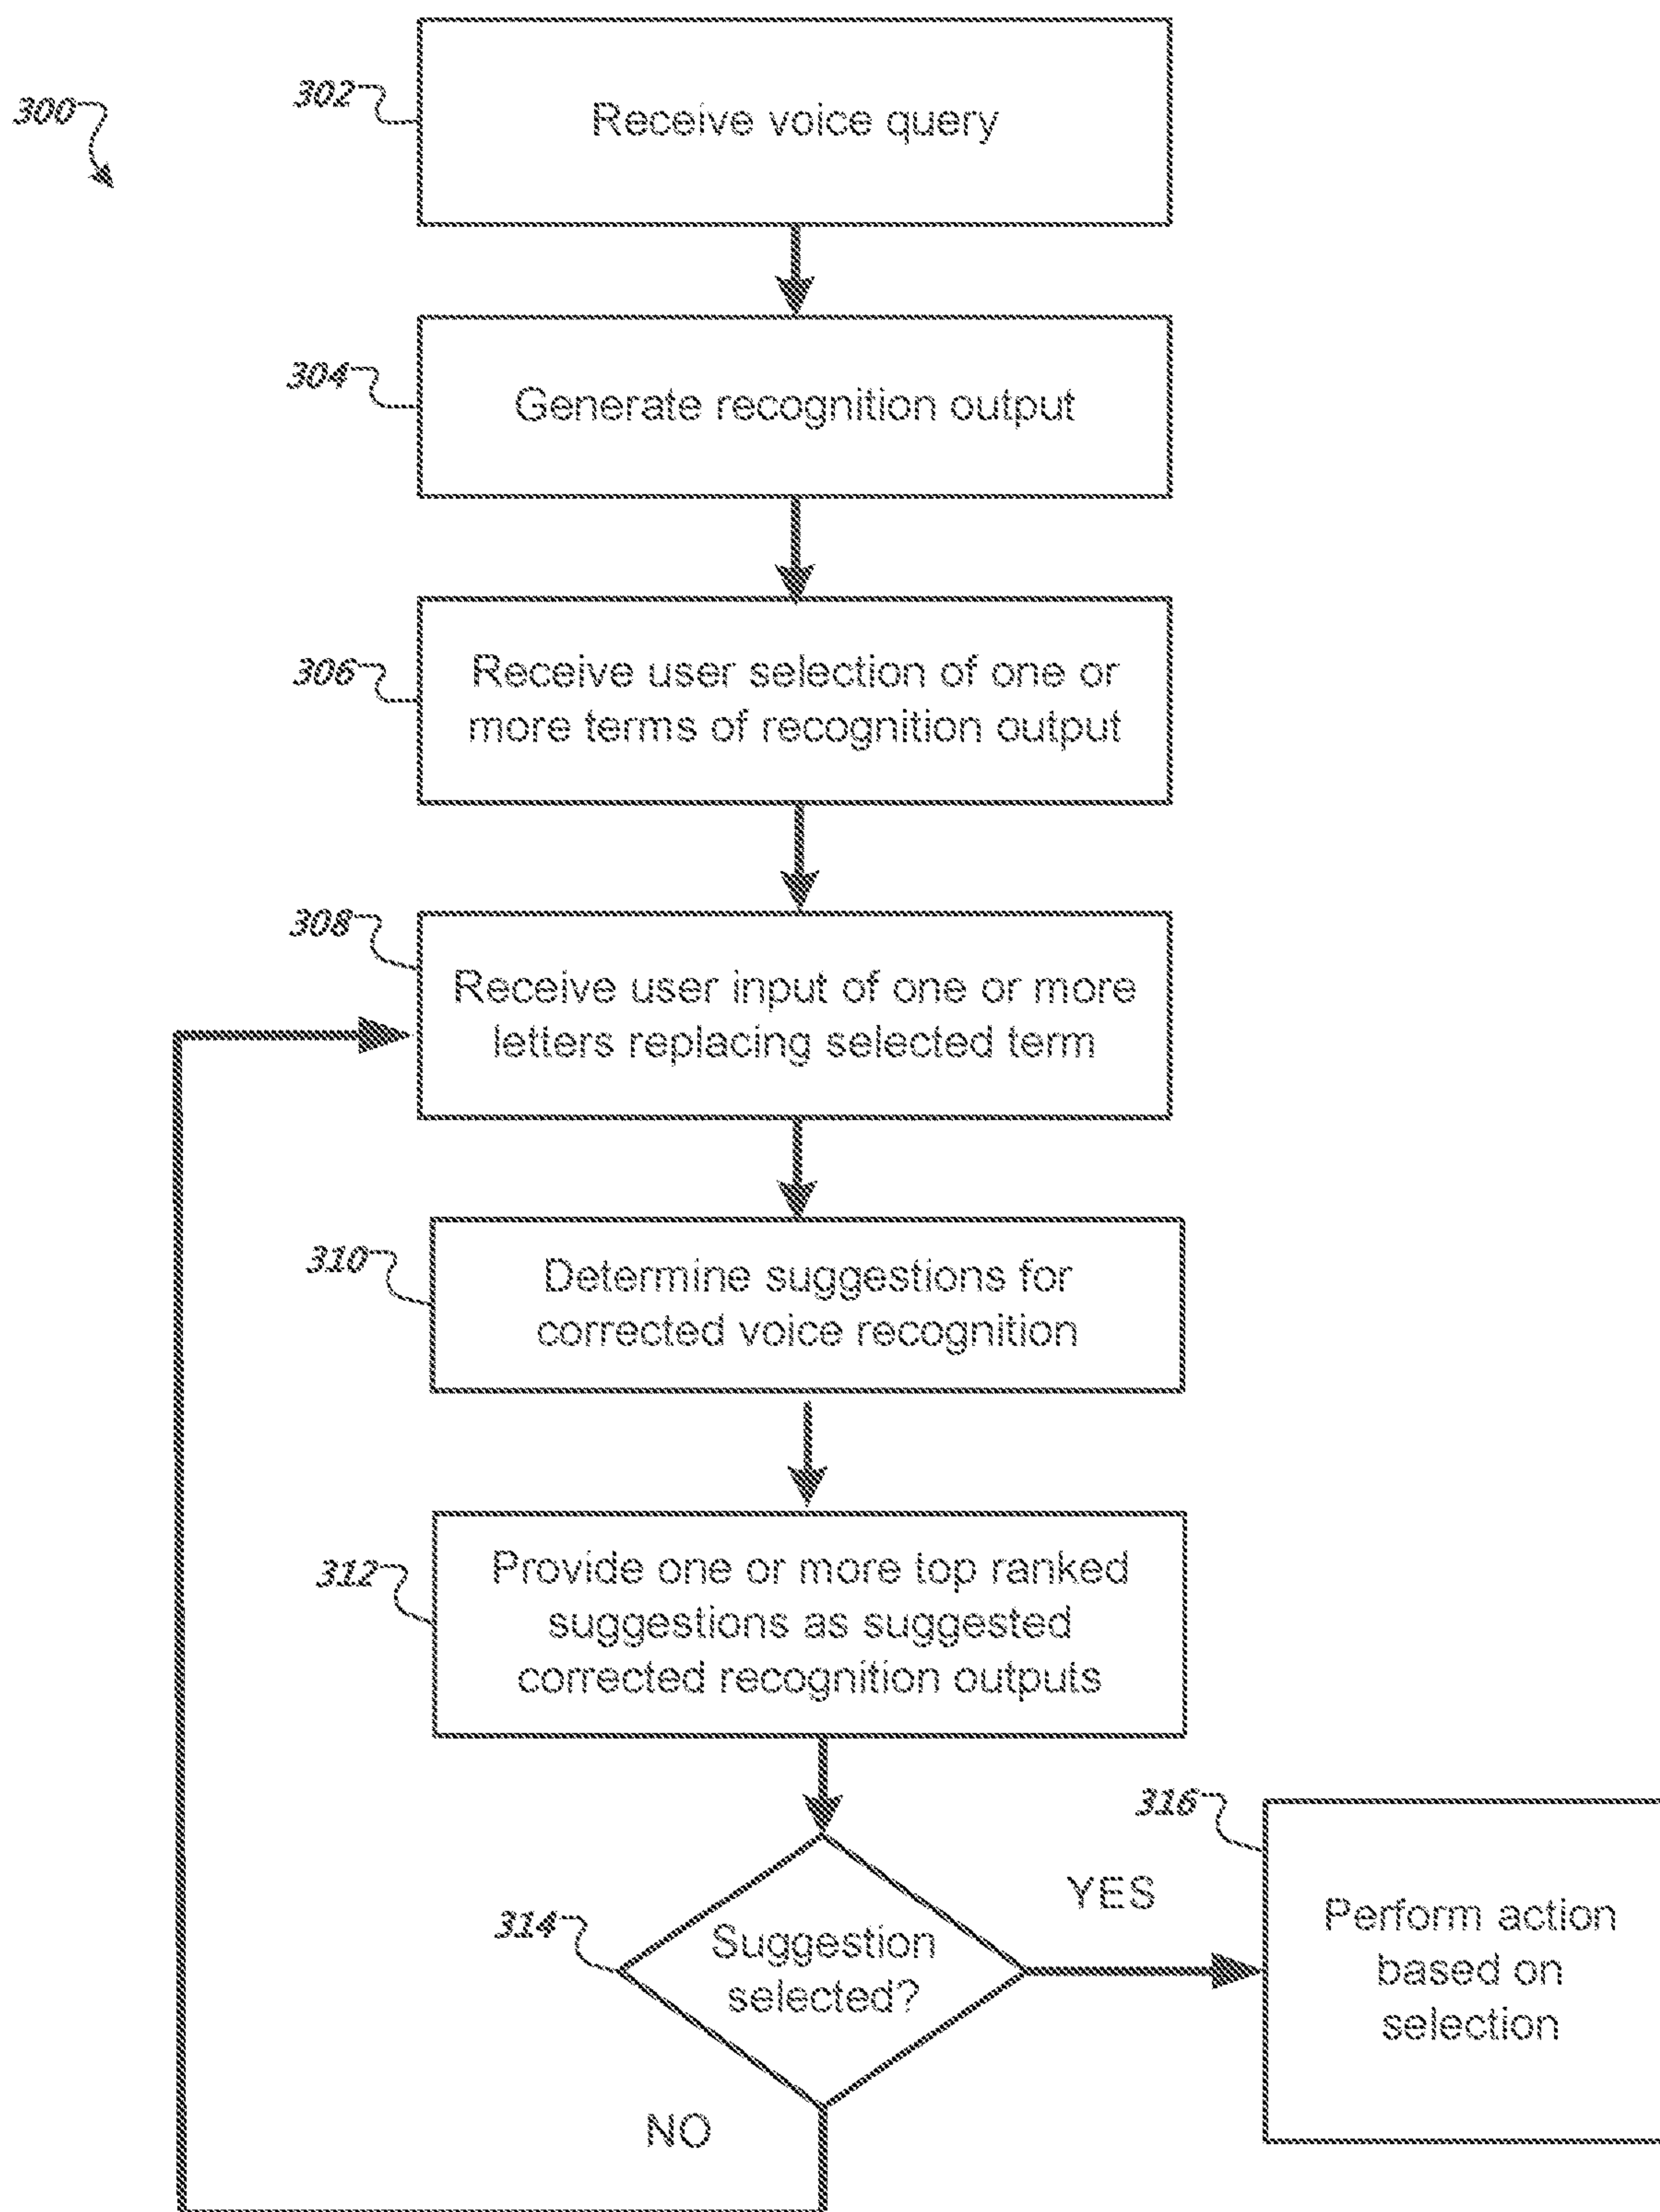 300
302
Receive voice query
304
Generate recognition output
306
Receive user selection of one or
more terms of recognition output
308
Receive user input of one or more
letters replacing selected term
310
Determine suggestions for
corrected voice recognition
312
Provide one or more top ranked
suggestions as suggested
corrected recognition outputs
314
Suggestion
selected?
YES
NO
316
Perform action
based on
selection